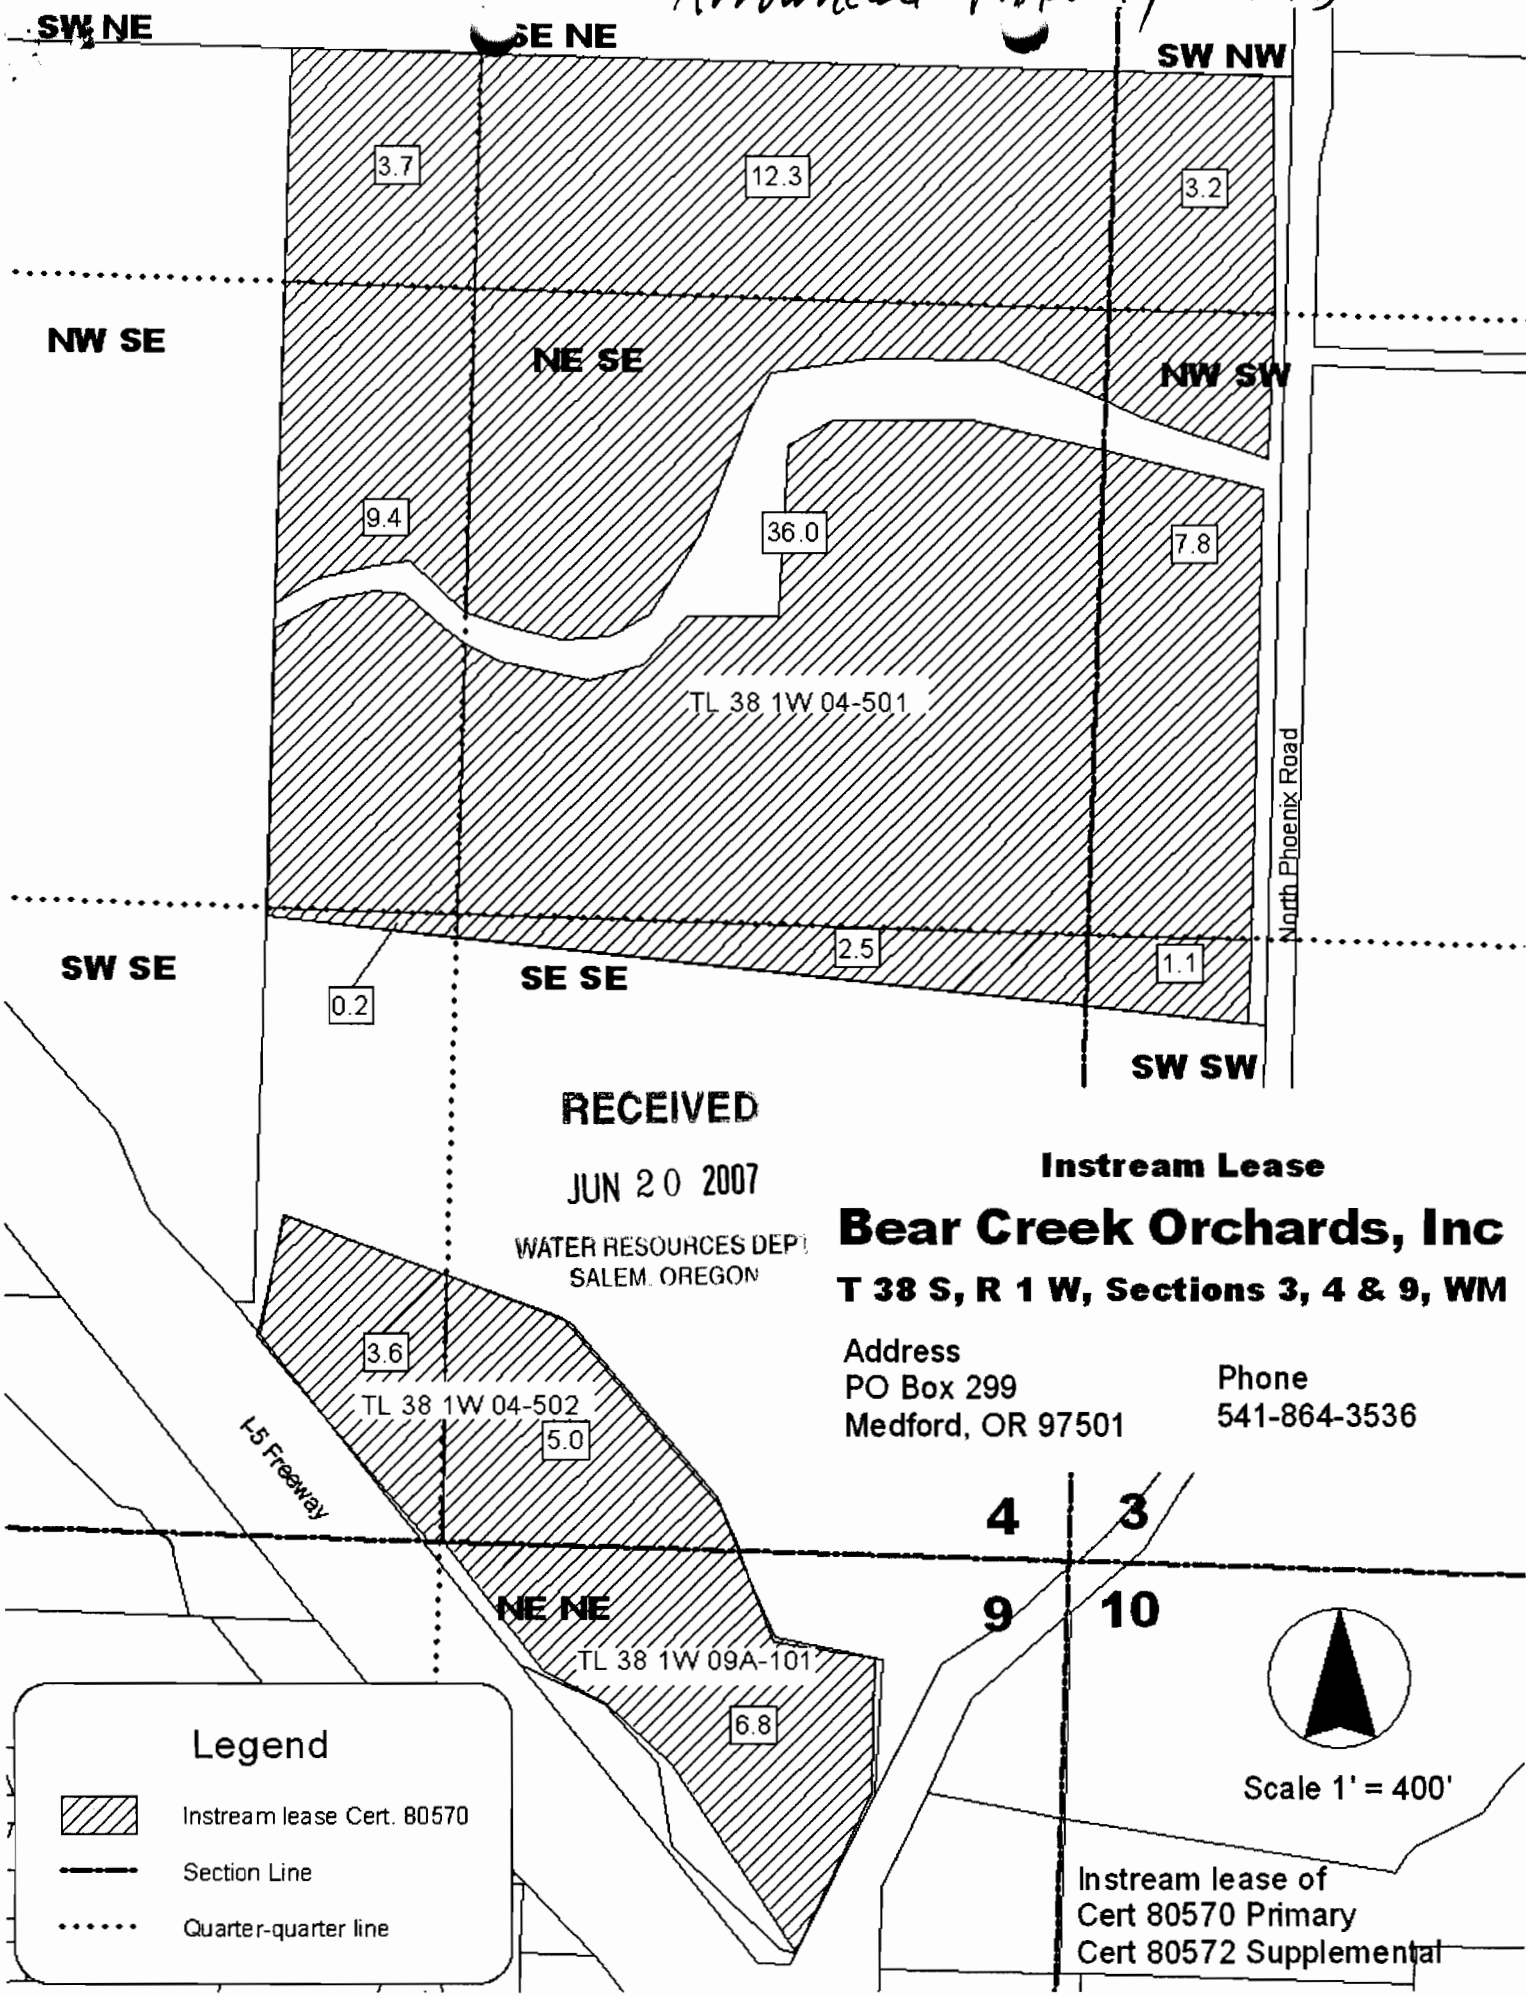 Arrowhead
SW NE
SE NE
SW NW
3.7
12.3
3.2
NW SE
NE SE
NW SW
9.4
36.0
7.8
TL 38 1W 04-501
North Phoenix Road
SW SE
SE SE
2.5
1.1
0.2
SW SW
RECEIVED
JUN 20 2007
WATER RESOURCES DEPT
SALEM, OREGON
Instream Lease
Bear Creek Orchards, Inc
T 38 S, R 1 W, Sections 3, 4 & 9, WM
Address
PO Box 299
Medford, OR 97501
Phone
541-864-3536
3.6
TL 38 1W 04-502
5.0
I-5 Freeway
4
3
9
10
NE NE
TL 38 1W 09A-101
6.8
Legend
Instream lease Cert. 80570
Section Line
Quarter-quarter line
Scale 1' = 400'
Instream lease of
Cert 80570 Primary
Cert 80572 Supplemental